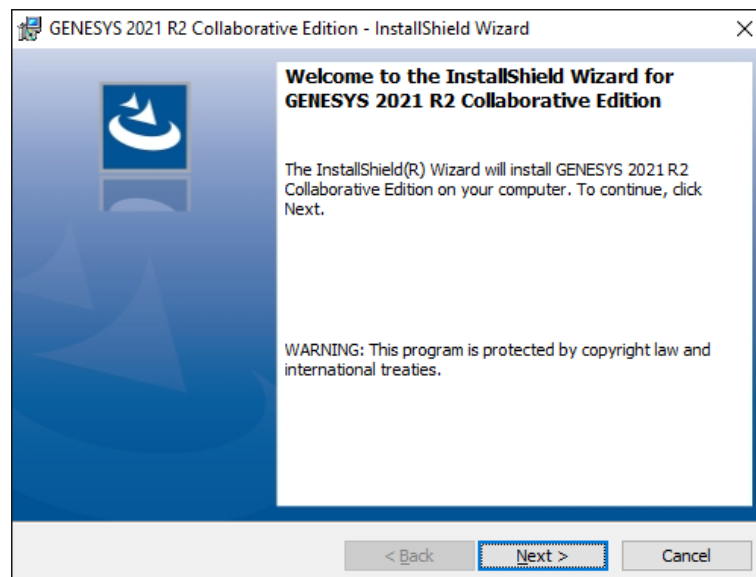 GENESYS 2021 R2 Collaborative Edition - InstallShield Wizard
Welcome to the InstallShield Wizard for
GENESYS 2021 R2 Collaborative Edition
The InstallShield(R) Wizard will install GENESYS 2021 R2
Collaborative Edition on your computer. To continue, click
Next.
WARNING: This program is protected by copyright law and
international treaties.
< Back
Next >
Cancel